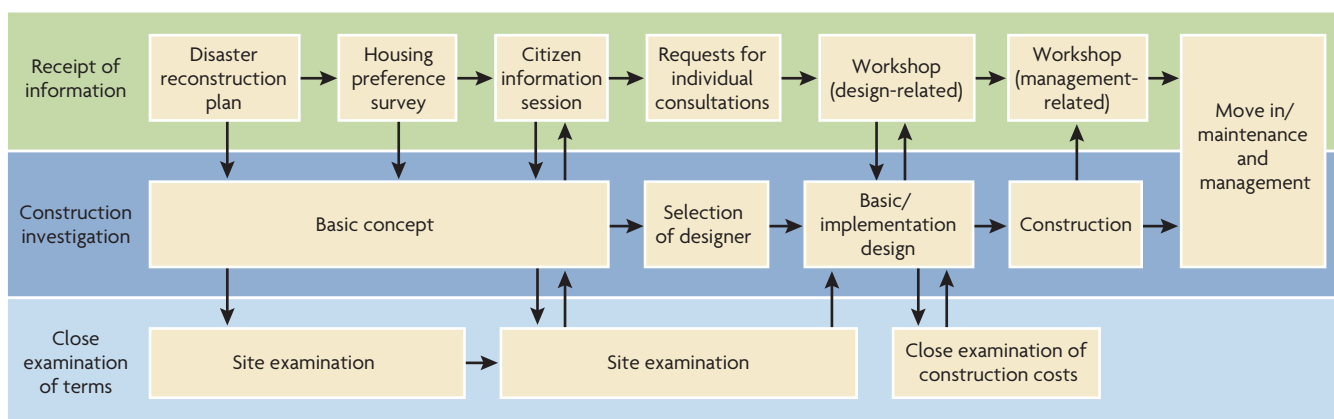 Receipt of
information
Disaster
reconstruction
plan
Housing
preference
survey
Citizen
information
session
Requests for
individual
consultations
Workshop
(design-related)
Workshop
(management-
related)
Move in/
maintenance
and
management
Construction
investigation
Basic concept
Selection
of designer
Basic/
implementation
design
Construction
Close
examination
of terms
Site examination
Site examination
Close examination of
construction costs